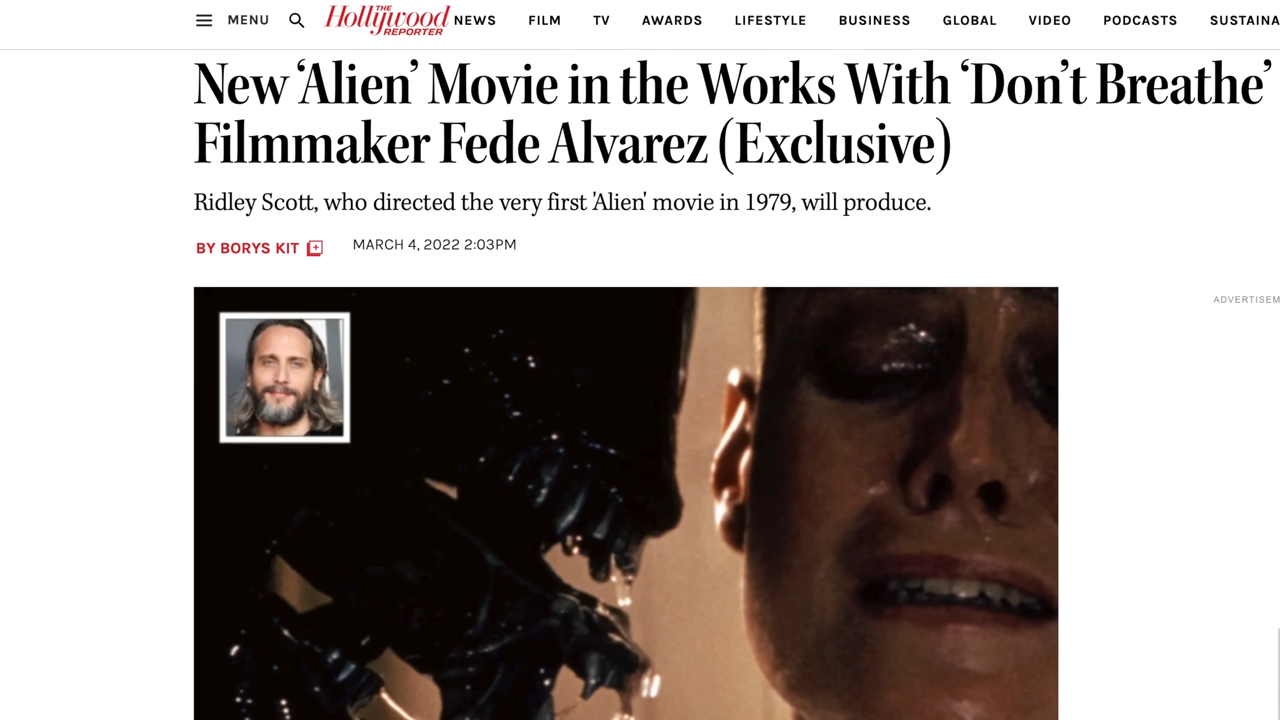 MENU
THE
Hollywood
REPORTER
NEWS FILM TV AWARDS LIFESTYLE BUSINESS GLOBAL VIDEO PODCASTS SUSTAINA
New ‘Alien’ Movie in the Works With ‘Don’t Breathe’
Filmmaker Fede Alvarez (Exclusive)
Ridley Scott, who directed the very first 'Alien' movie in 1979, will produce.
BY BORYS KIT MARCH 4, 2022 2:03PM
ADVERTISEM